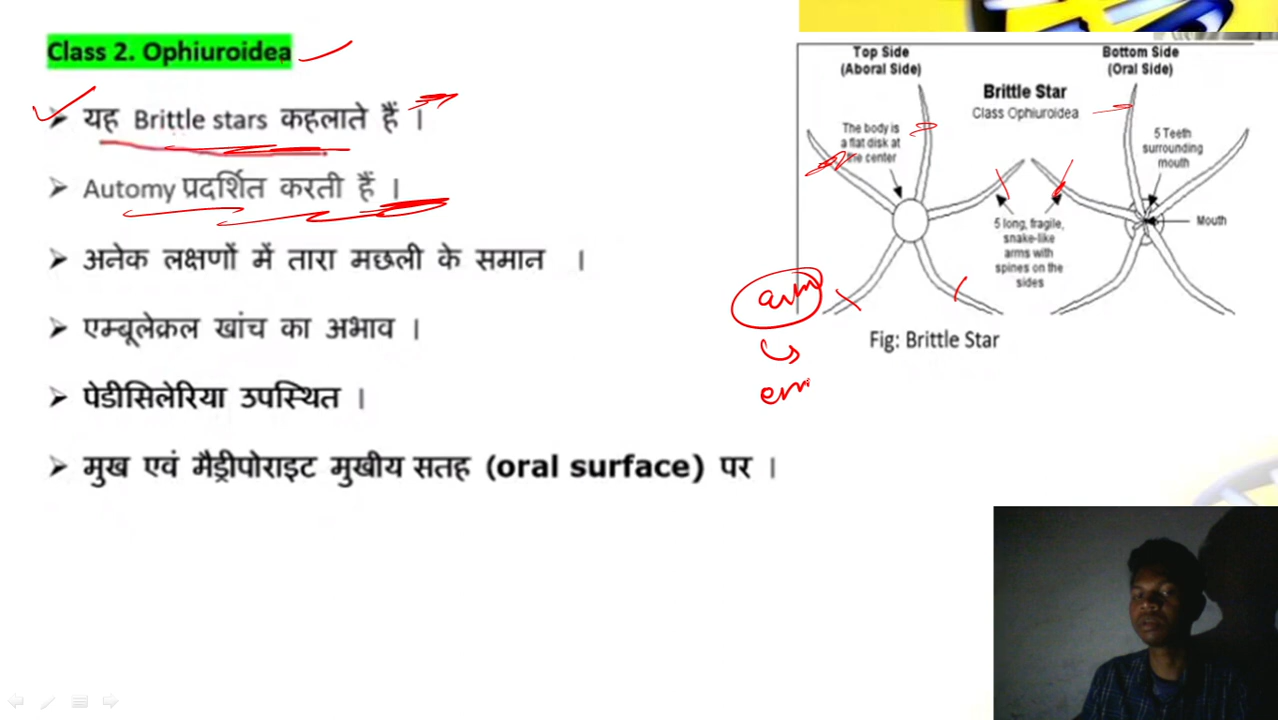 Class 2. Ophiuroidea
➢ यह Brittle stars कहलाते हैं ।
➢ Automy प्रदर्शित करती हैं ।
➢ अनेक लक्षणों में तारा मछली के समान ।
➢ एम्बूलेक्रल खांच का अभाव ।
➢ पेडीसिलेरिया उपस्थित ।
➢ मुख एवं मैड्रीपोराइट मुखीय सतह (oral surface) पर ।
Top Side
(Aboral Side)
Bottom Side
(Oral Side)
Brittle Star
Class Ophiuroidea
The body is
a flat disk at
the center
5 Teeth
surrounding
mouth
Mouth
5 long, fragile,
snake-like
arms with
spines on the
sides
arm
Fig: Brittle Star